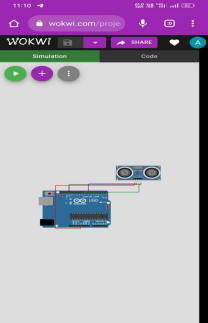 11:10
wokwi.com/proje
WOKWI SHARE A
Simulation Code
UNO